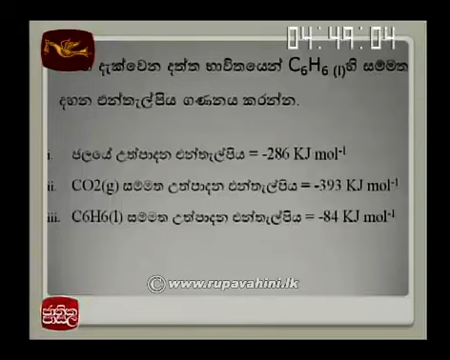 04:49:04
දැක්වෙන දත්ත භාවිතයෙන් C₆H₆ (l)හි සම්මත
දහන එන්තැල්පිය ගණනය කරන්න.
i. ජලයේ උත්පාදන එන්තැල්පිය = -286 KJ mol⁻¹
ii. CO2(g) සම්මත උත්පාදන එන්තැල්පිය = -393 KJ mol⁻¹
iii. C6H6(l) සම්මත උත්පාදන එන්තැල්පිය = -84 KJ mol⁻¹
© www.rupavahini.lk
ජාතික
පාසල